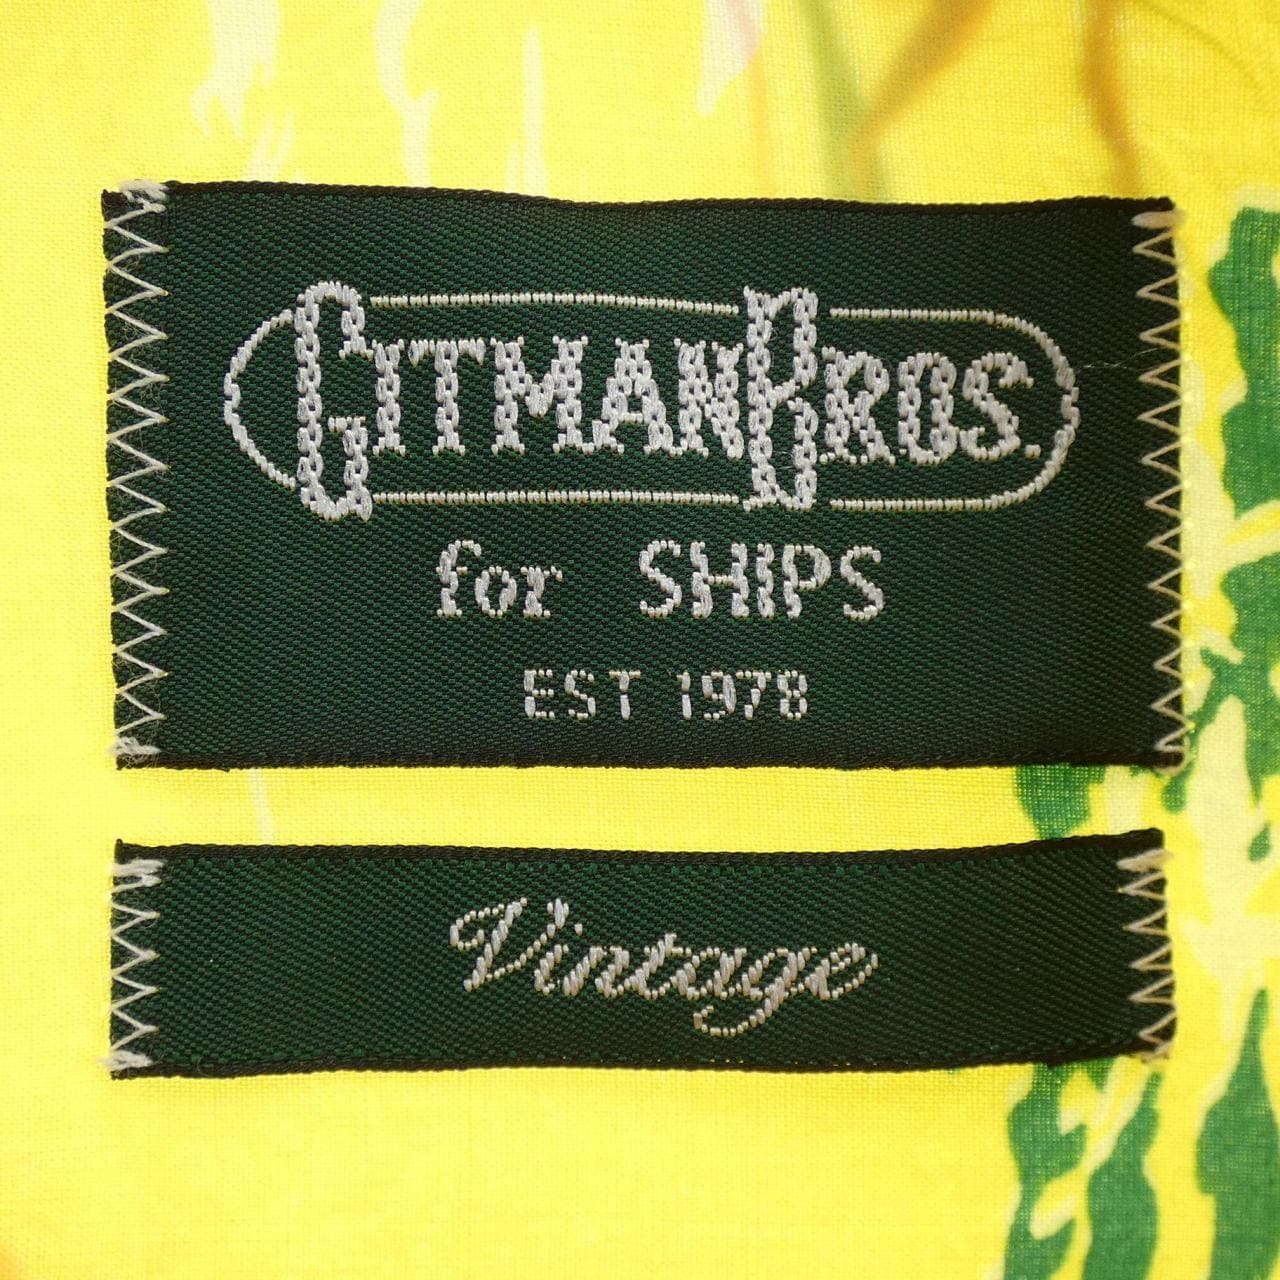 GITMAN BROS.
for SHIPS
EST 1978
Vintage